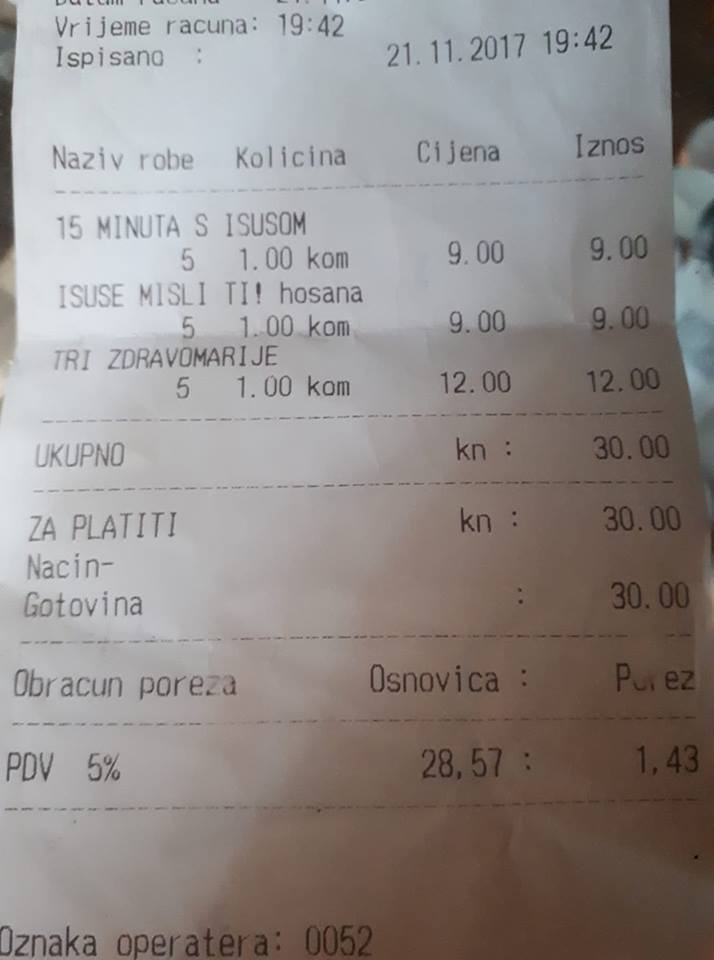 Vrijeme racuna: 19:42
Ispisano : 21.11.2017 19:42
Naziv robe Kolicina Cijena Iznos
15 MINUTA S ISUSOM
5 1.00 kom 9.00 9.00
ISUSE MISLI TI! hosana
5 1.00 kom 9.00 9.00
TRI ZDRAVOMARIJE
5 1.00 kom 12.00 12.00
UKUPNO kn : 30.00
ZA PLATITI kn : 30.00
Nacin-
Gotovina : 30.00
Obracun poreza Osnovica : Porez
PDV 5% 28,57 : 1,43
Oznaka operatera: 0052